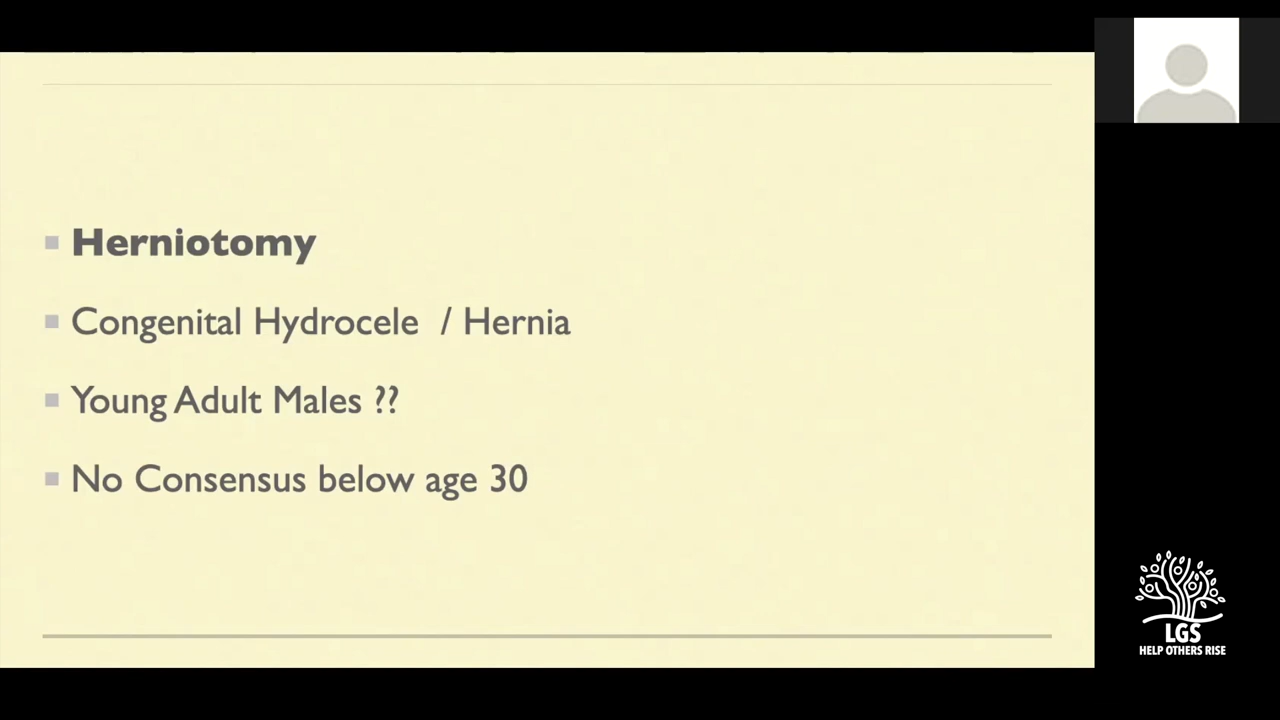 Herniotomy
Congenital Hydrocele / Hernia
Young Adult Males ??
No Consensus below age 30
LGS
HELP OTHERS RISE